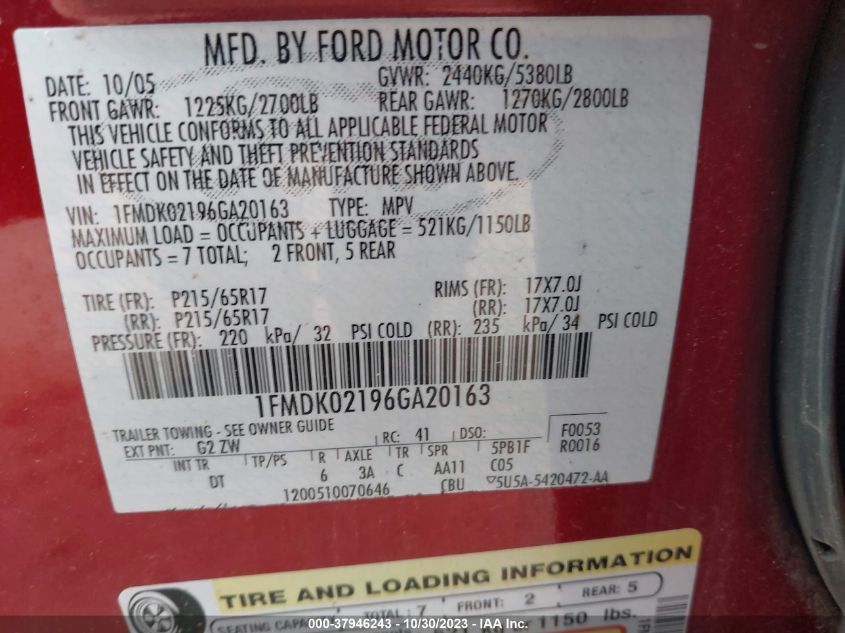 MFD. BY FORD MOTOR CO.
DATE: 10/05 GVWR: 2440KG/5380LB
FRONT GAWR: 1225KG/2700LB REAR GAWR: 1270KG/2800LB
THIS VEHICLE CONFORMS TO ALL APPLICABLE FEDERAL MOTOR
VEHICLE SAFETY AND THEFT PREVENTION STANDARDS
IN EFFECT ON THE DATE OF MANUFACTURE SHOWN ABOVE.
VIN: 1FMDK02196GA20163 TYPE: MPV
MAXIMUM LOAD = OCCUPANTS + LUGGAGE = 521KG/1150LB
OCCUPANTS = 7 TOTAL; 2 FRONT, 5 REAR
TIRE (FR): P215/65R17 RIMS (FR): 17X7.0J
(RR): P215/65R17 (RR): 17X7.0J
PRESSURE (FR): 220 kPa/ 32 PSI COLD (RR): 235 kPa/ 34 PSI COLD
1FMDK02196GA20163
TRAILER TOWING - SEE OWNER GUIDE
EXT PNT: G2 ZW RC: 41 DSO: F0053
INT TR TP/PS R AXLE TR SPR 5PB1F R0016
DT 6 3A C AA11 C05
1200510070646 CBU 5U5A-5420472-AA
TIRE AND LOADING INFORMATION
SEATING CAPA TOTAL: 7 FRONT: 2 REAR: 5
1150 lbs.
000-37946243 - 10/30/2023 - IAA Inc.